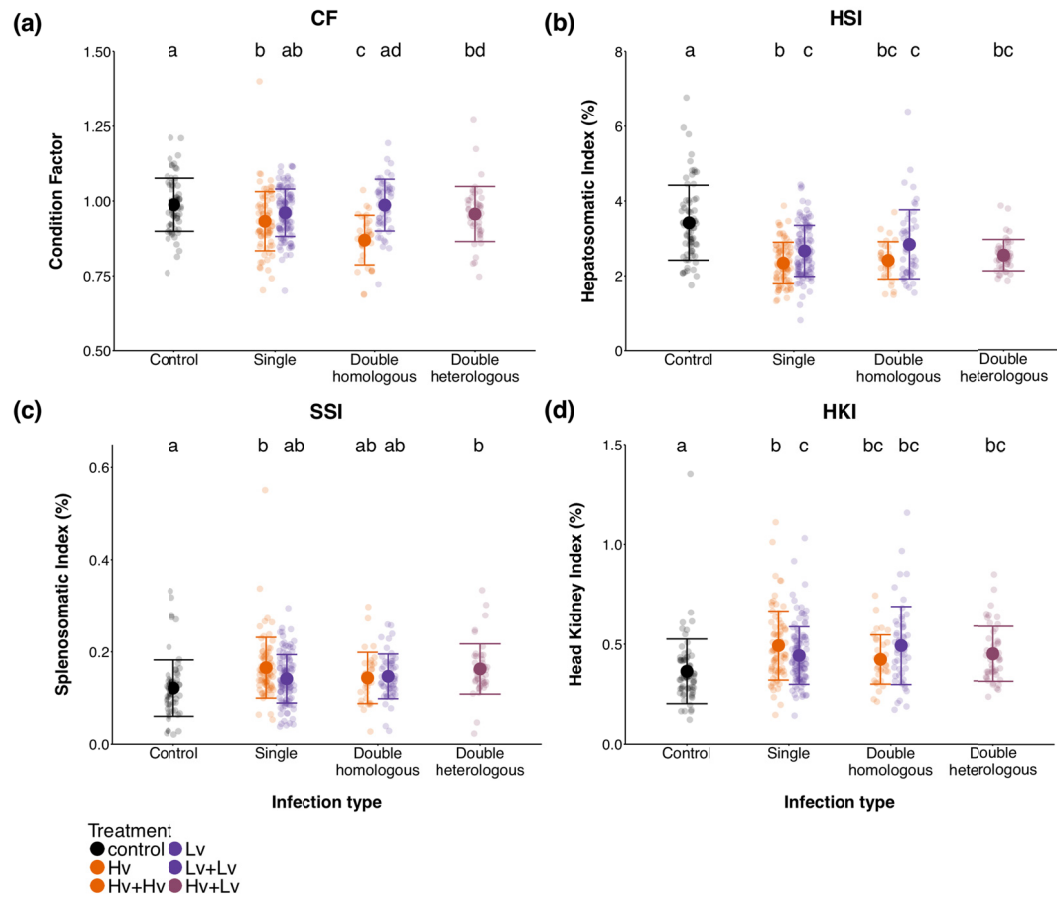 (a) CF
a b ab c ad bd
1.50
1.25
1.00
0.75
0.50
Condition Factor
Control Single Double homologous Double heterologous
(b) HSI
a b c bc c bc
8
6
4
2
0
Hepatosomatic Index (%)
Control Single Double homologous Double heterologous
(c) SSI
a b ab ab ab b
0.6
0.4
0.2
0.0
Splenosomatic Index (%)
Control Single Double homologous Double heterologous
Infection type
(d) HKI
a b c bc bc bc
1.5
1.0
0.5
0.0
Head Kidney Index (%)
Control Single Double homologous Double heterologous
Infection type
Treatment
control Lv
Hv Lv+Lv
Hv+Hv Hv+Lv